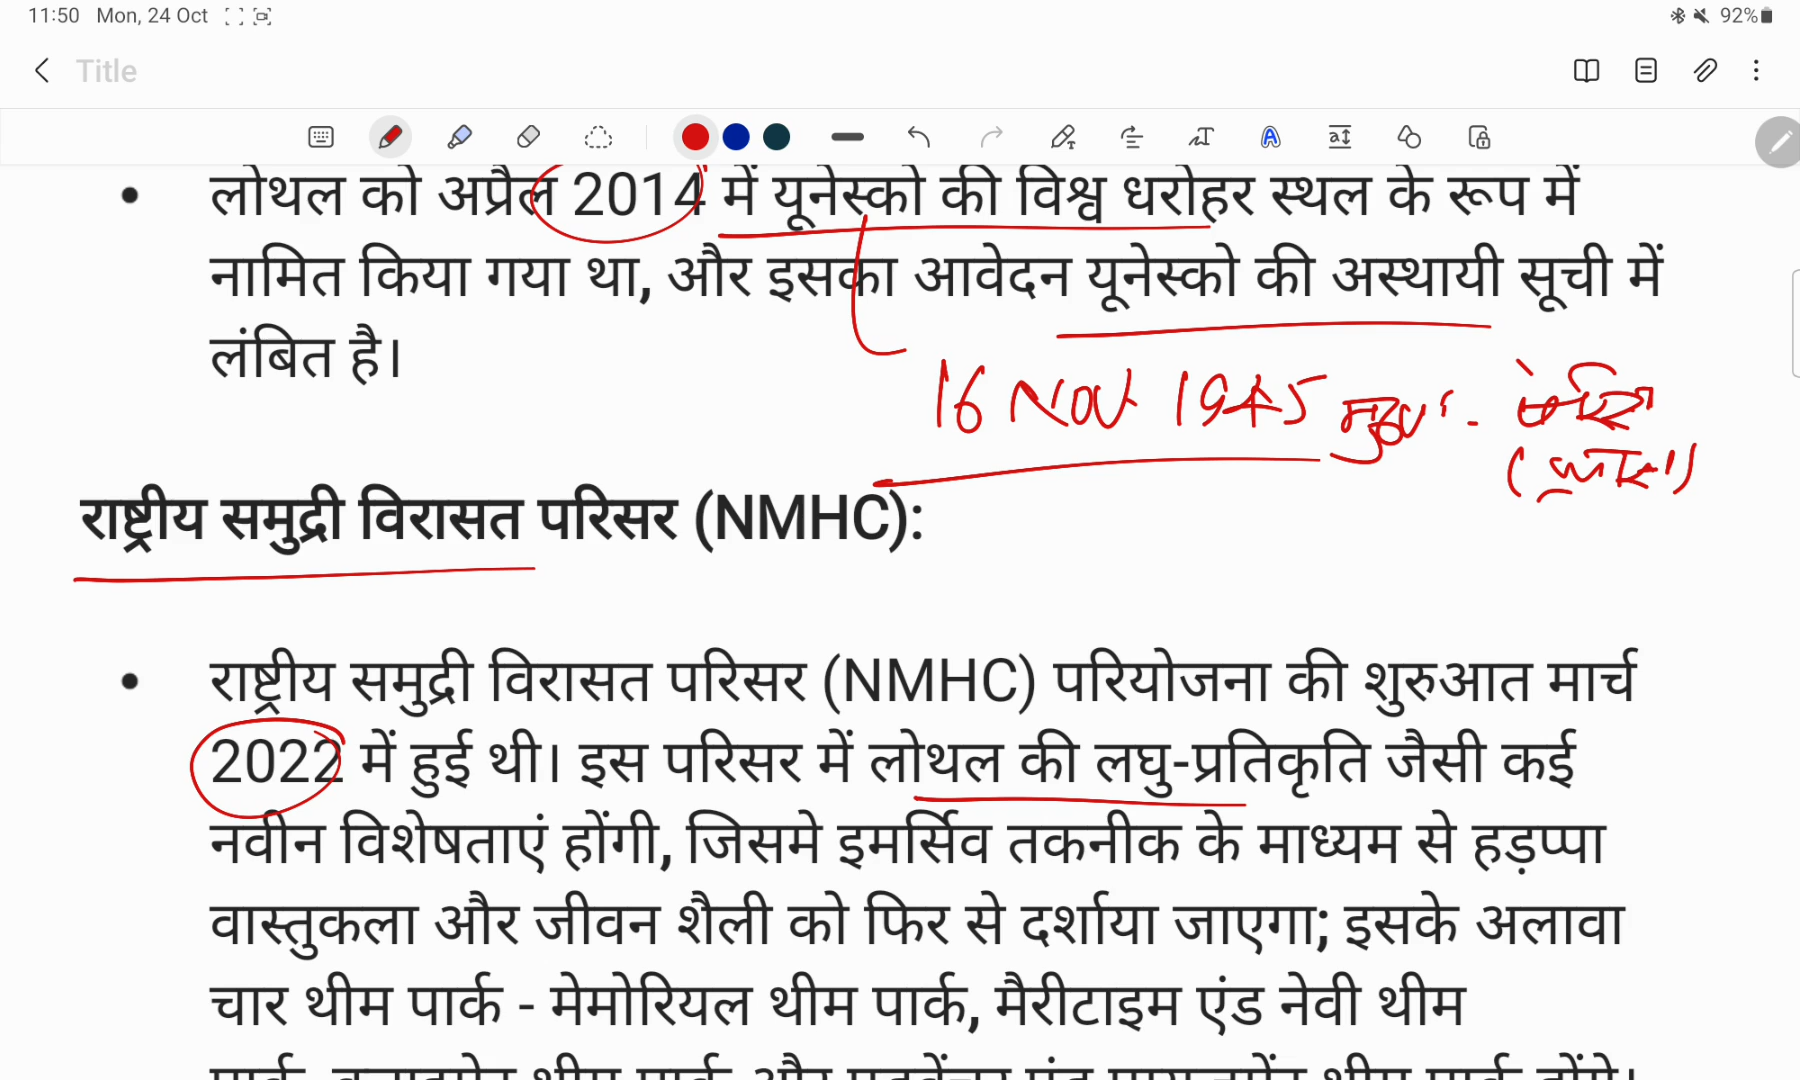 11:50 Mon, 24 Oct
92%
Title
लोथल को अप्रैल 2014 में यूनेस्को की विश्व धरोहर स्थल के रूप में
नामित किया गया था, और इसका आवेदन यूनेस्को की अस्थायी सूची में
लंबित है।
16 Nov 1945
राष्ट्रीय समुद्री विरासत परिसर (NMHC):
राष्ट्रीय समुद्री विरासत परिसर (NMHC) परियोजना की शुरुआत मार्च
2022 में हुई थी। इस परिसर में लोथल की लघु-प्रतिकृति जैसी कई
नवीन विशेषताएं होंगी, जिसमे इमर्सिव तकनीक के माध्यम से हड़प्पा
वास्तुकला और जीवन शैली को फिर से दर्शाया जाएगा; इसके अलावा
चार थीम पार्क - मेमोरियल थीम पार्क, मैरीटाइम एंड नेवी थीम